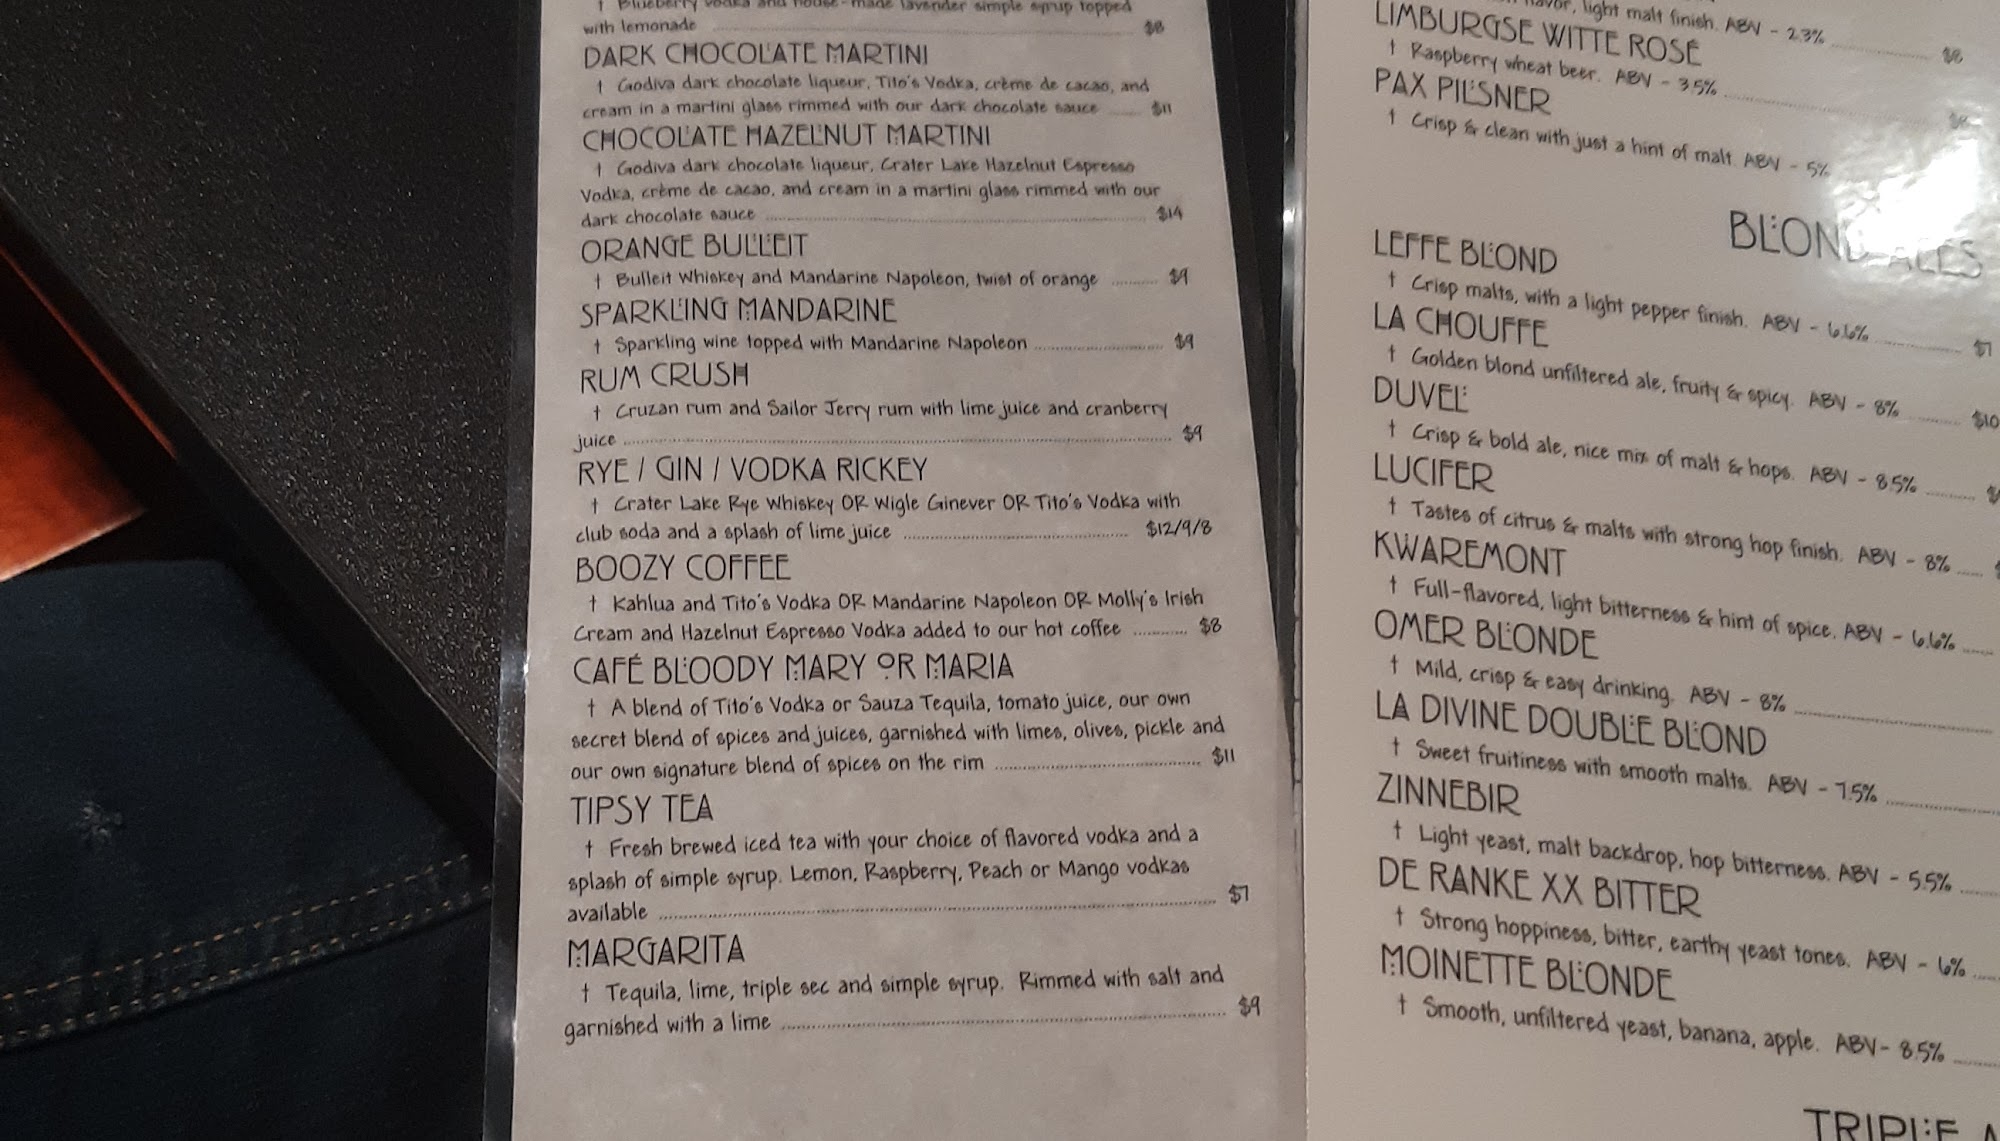 † Blueberry vodka and house-made lavender simple syrup topped
with lemonade $8
DARK CHOCOLATE MARTINI
† Godiva dark chocolate liqueur, Tito's Vodka, crème de cacao, and
cream in a martini glass rimmed with our dark chocolate sauce $11
CHOCOLATE HAZELNUT MARTINI
† Godiva dark chocolate liqueur, Crater Lake Hazelnut Espresso
Vodka, crème de cacao, and cream in a martini glass rimmed with our
dark chocolate sauce $14
ORANGE BULLEIT
† Bulleit Whiskey and Mandarine Napoleon, twist of orange $9
SPARKLING MANDARINE
† Sparkling wine topped with Mandarine Napoleon $9
RUM CRUSH
† Cruzan rum and Sailor Jerry rum with lime juice and cranberry
juice $9
RYE / GIN / VODKA RICKEY
† Crater Lake Rye Whiskey OR Wigle Ginever OR Tito's Vodka with
club soda and a splash of lime juice $12/9/8
BOOZY COFFEE
† Kahlua and Tito's Vodka OR Mandarine Napoleon OR Molly's Irish
Cream and Hazelnut Espresso Vodka added to our hot coffee $8
CAFÉ BLOODY MARY OR MARIA
† A blend of Tito's Vodka or Sauza Tequila, tomato juice, our own
secret blend of spices and juices, garnished with limes, olives, pickle and
our own signature blend of spices on the rim $11
TIPSY TEA
† Fresh brewed iced tea with your choice of flavored vodka and a
splash of simple syrup. Lemon, Raspberry, Peach or Mango vodkas
available $7
MARGARITA
† Tequila, lime, triple sec and simple syrup. Rimmed with salt and
garnished with a lime $9
flavor, light malt finish. ABV - 2.3% $8
LIMBURGSE WITTE ROSÉ
† Raspberry wheat beer. ABV - 3.5%
PAX PILSNER
† Crisp & clean with just a hint of malt. ABV - 5%
BLOND ALES
LEFFE BLOND
† Crisp malts, with a light pepper finish. ABV - 6.6% $7
LA CHOUFFE
† Golden blond unfiltered ale, fruity & spicy. ABV - 8% $10
DUVEL
† Crisp & bold ale, nice mix of malt & hops. ABV - 8.5%
LUCIFER
† Tastes of citrus & malts with strong hop finish. ABV - 8%
KWAREMONT
† Full-flavored, light bitterness & hint of spice. ABV - 6.6%
OMER BLONDE
† Mild, crisp & easy drinking. ABV - 8%
LA DIVINE DOUBLE BLOND
† Sweet fruitiness with smooth malts. ABV - 7.5%
ZINNEBIR
† Light yeast, malt backdrop, hop bitterness. ABV - 5.5%
DE RANKE XX BITTER
† Strong hoppiness, bitter, earthy yeast tones. ABV - 6%
MOINETTE BLONDE
† Smooth, unfiltered yeast, banana, apple. ABV- 8.5%
TRIPLE